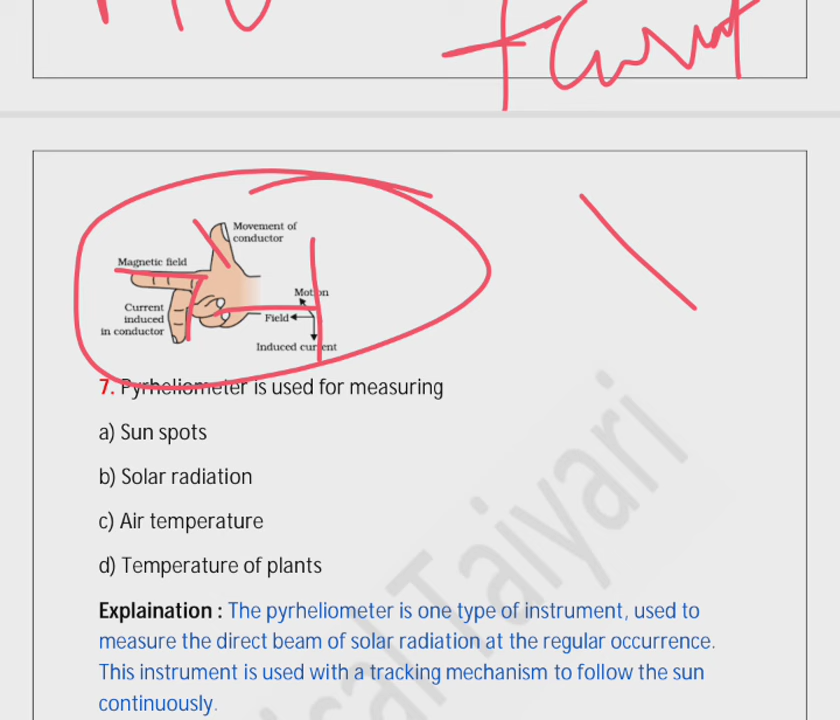 Movement of
conductor
Magnetic field
Current
induced
in conductor
Motion
Field
Induced current
7. Pyrheliometer is used for measuring
a) Sun spots
b) Solar radiation
c) Air temperature
d) Temperature of plants
Explaination : The pyrheliometer is one type of instrument, used to
measure the direct beam of solar radiation at the regular occurrence.
This instrument is used with a tracking mechanism to follow the sun
continuously.
Taiyari